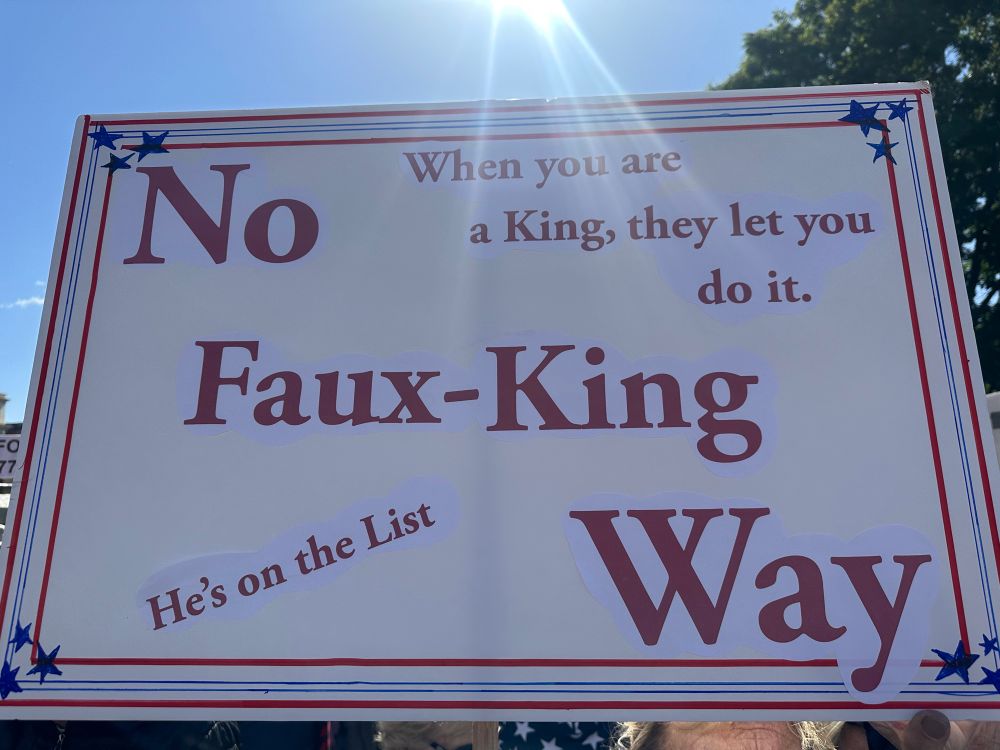 No
When you are
a King, they let you
do it.
Faux-King
He's on the List
Way